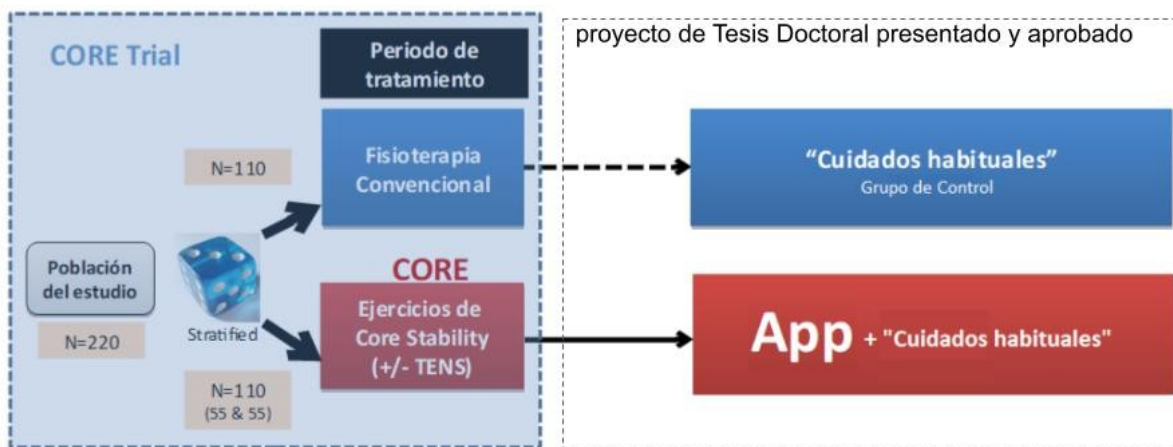 CORE Trial
Periodo de
tratamiento
proyecto de Tesis Doctoral presentado y aprobado
N=110
Fisioterapia
Convencional
“Cuidados habituales”
Grupo de Control
Población
del estudio
N=220
Stratified
CORE
Ejercicios de
Core Stability
(+/- TENS)
N=110
(55 & 55)
App + "Cuidados habituales"